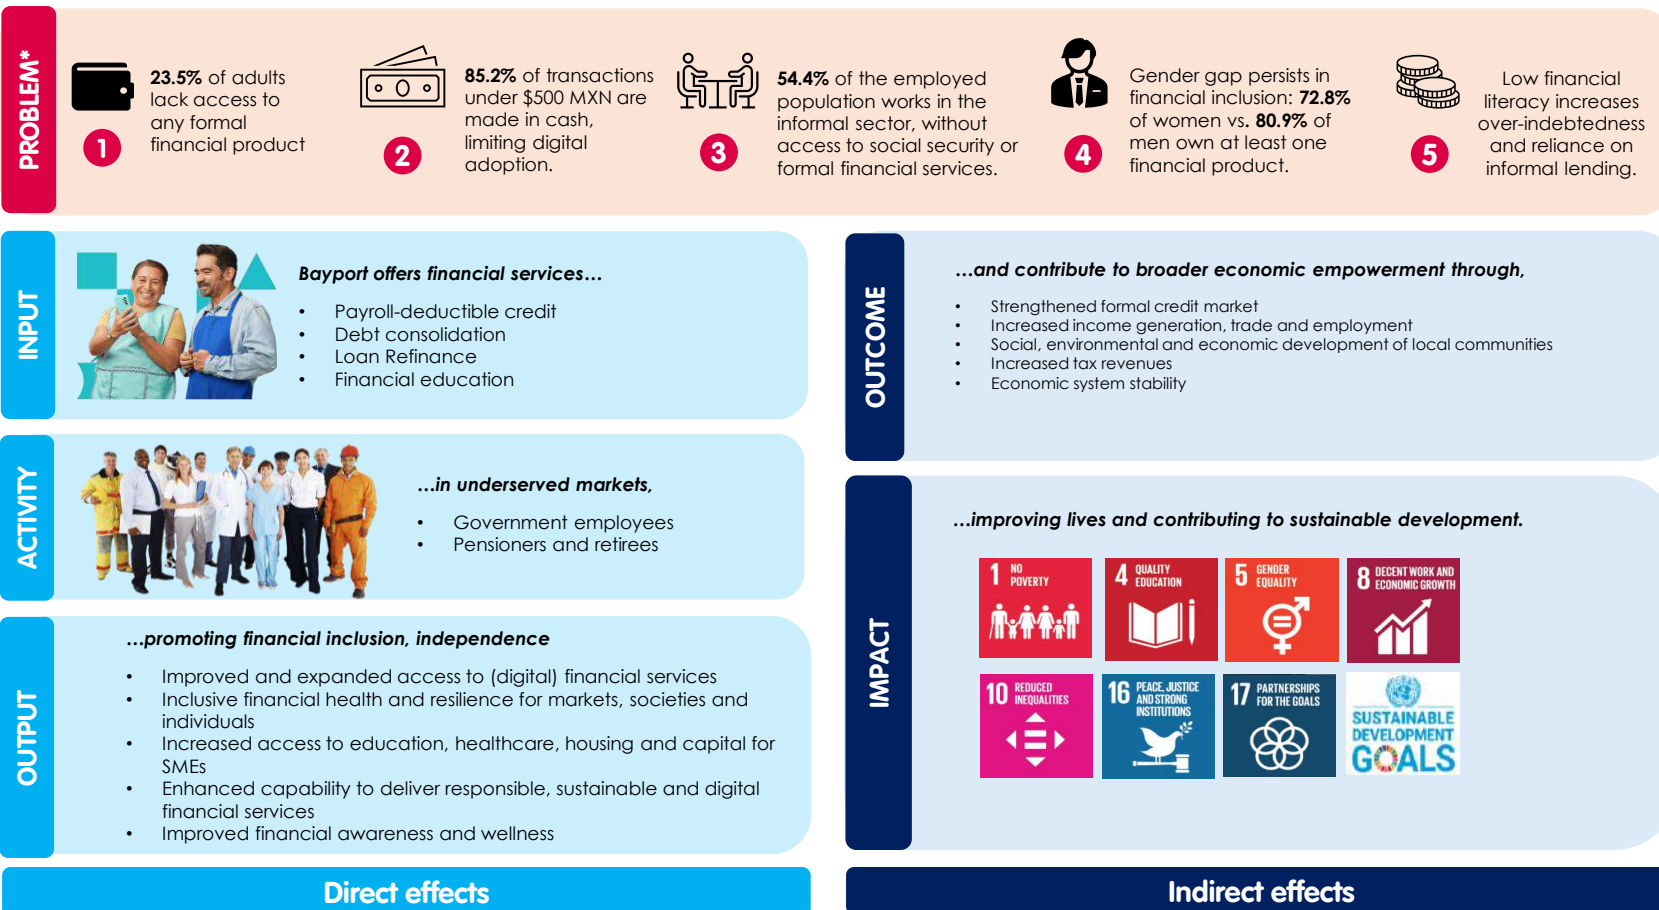 PROBLEM*
1
23.5% of adults
lack access to
any formal
financial product
2
85.2% of transactions
under $500 MXN are
made in cash,
limiting digital
adoption.
3
54.4% of the employed
population works in the
informal sector, without
access to social security or
formal financial services.
4
Gender gap persists in
financial inclusion: 72.8%
of women vs. 80.9% of
men own at least one
financial product.
5
Low financial
literacy increases
over-indebtedness
and reliance on
informal lending.
INPUT
Bayport offers financial services…
• Payroll-deductible credit
• Debt consolidation
• Loan Refinance
• Financial education
ACTIVITY
…in underserved markets,
• Government employees
• Pensioners and retirees
OUTPUT
…promoting financial inclusion, independence
• Improved and expanded access to (digital) financial services
• Inclusive financial health and resilience for markets, societies and
individuals
• Increased access to education, healthcare, housing and capital for
SMEs
• Enhanced capability to deliver responsible, sustainable and digital
financial services
• Improved financial awareness and wellness
Direct effects
OUTCOME
…and contribute to broader economic empowerment through,
• Strengthened formal credit market
• Increased income generation, trade and employment
• Social, environmental and economic development of local communities
• Increased tax revenues
• Economic system stability
IMPACT
…improving lives and contributing to sustainable development.
1 NO
POVERTY
4 QUALITY
EDUCATION
5 GENDER
EQUALITY
8 DECENT WORK AND
ECONOMIC GROWTH
10 REDUCED
INEQUALITIES
16 PEACE, JUSTICE
AND STRONG
INSTITUTIONS
17 PARTNERSHIPS
FOR THE GOALS
SUSTAINABLE
DEVELOPMENT
GOALS
Indirect effects